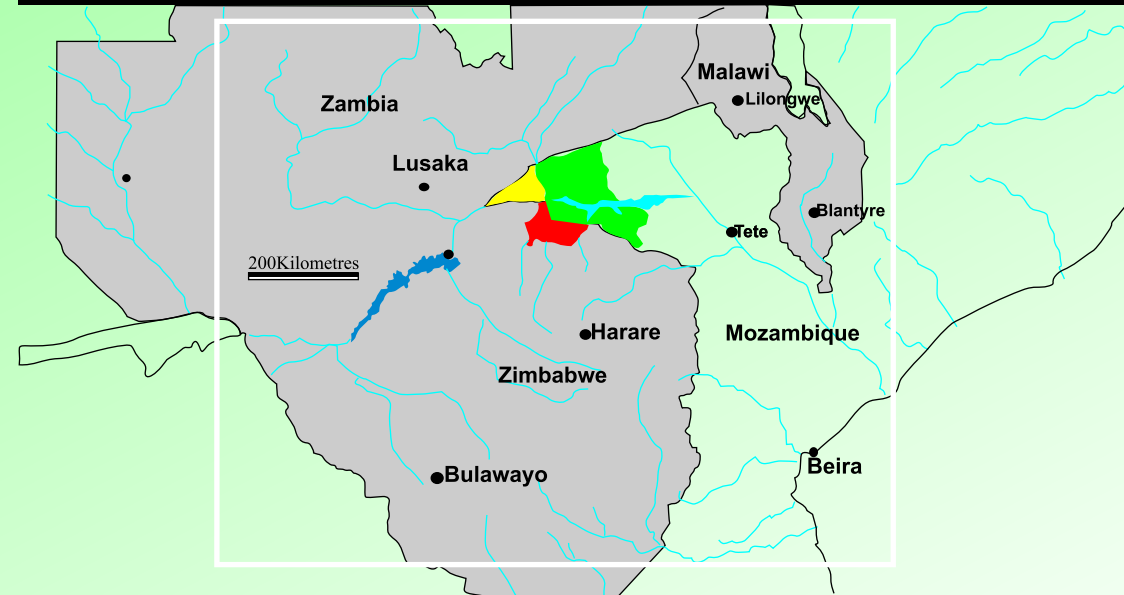 Malawi
Lilongwe
Zambia
Lusaka
Blantyre
Tete
200Kilometres
Harare
Mozambique
Zimbabwe
Beira
Bulawayo